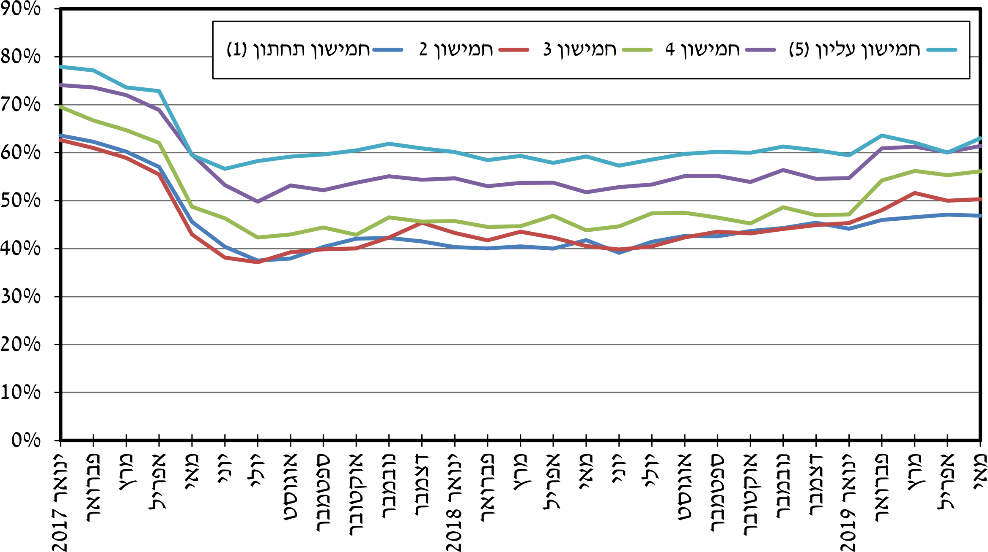 90%
80%
70%
60%
50%
40%
30%
20%
10%
0%
חמישון תחתון (1)
חמישון 2
חמישון 3
חמישון 4
חמישון עליון (5)
ינואר 2017
פברואר
מרץ
אפריל
מאי
יוני
יולי
אוגוסט
ספטמבר
אוקטובר
נובמבר
דצמבר
ינואר 2018
פברואר
מרץ
אפריל
מאי
יוני
יולי
אוגוסט
ספטמבר
אוקטובר
נובמבר
דצמבר
ינואר 2019
פברואר
מרץ
אפריל
מאי